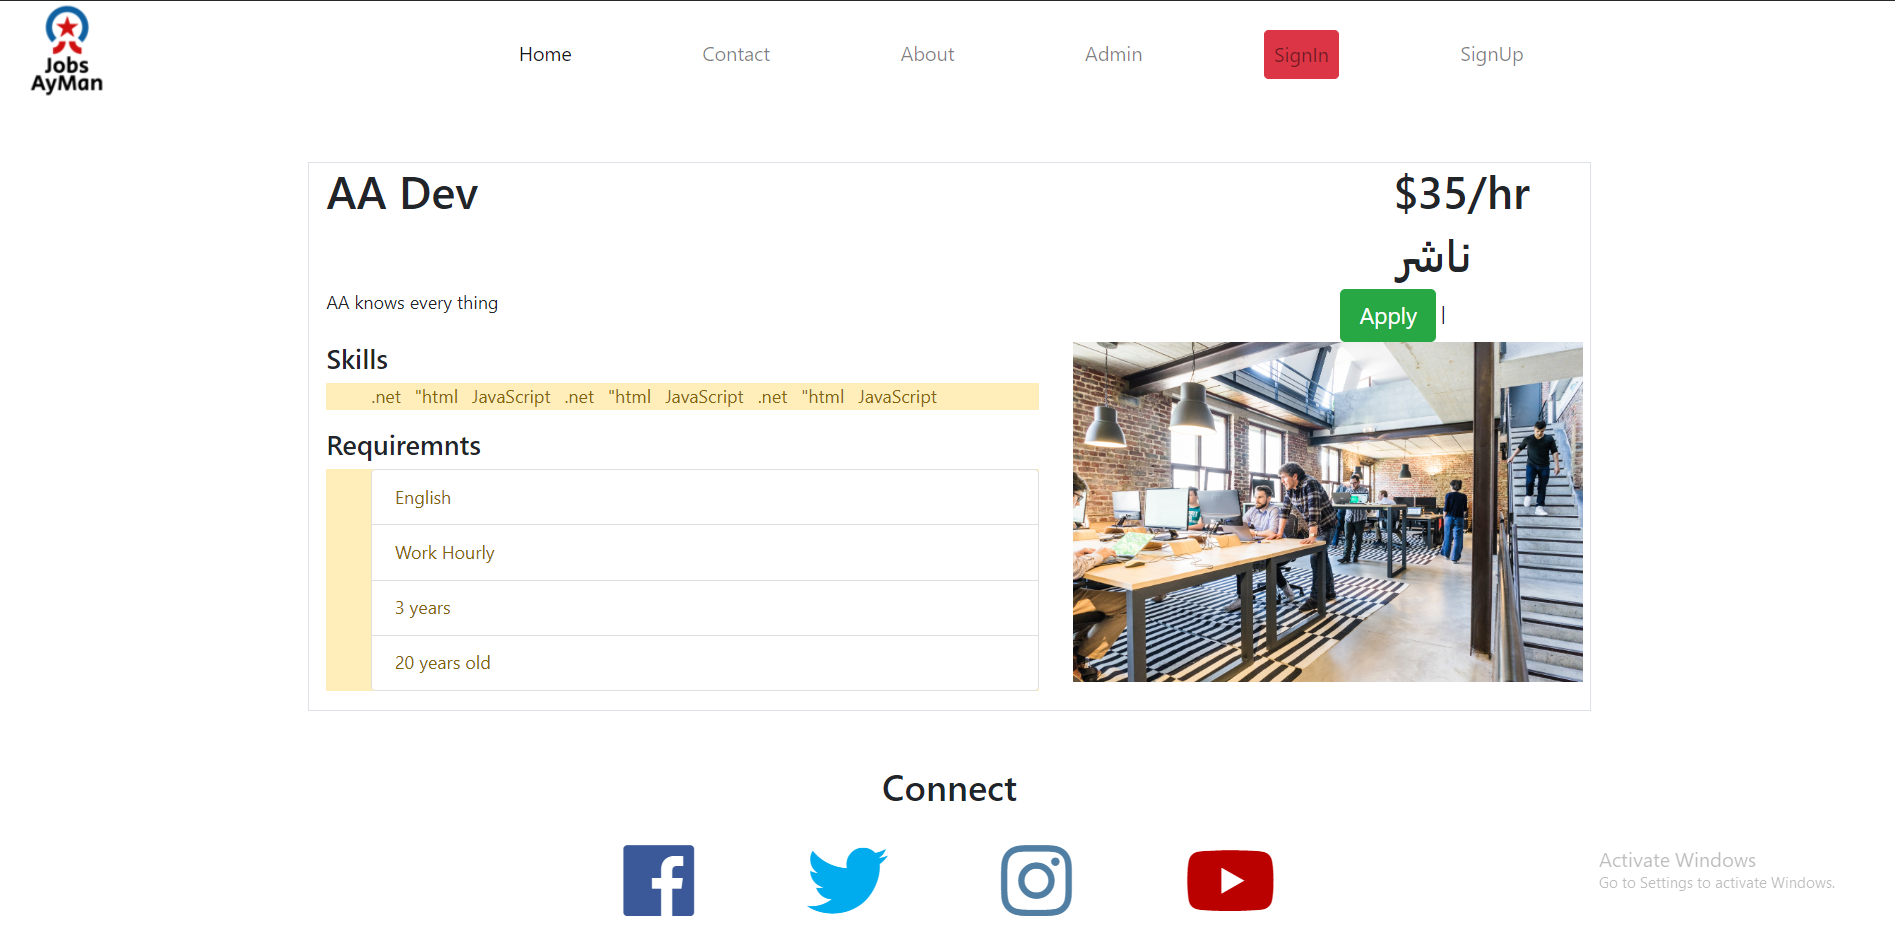 Jobs
AyMan
Home Contact About Admin SignIn SignUp
AA Dev
$35/hr
ناشر
AA knows every thing
Apply |
Skills
.net "html JavaScript .net "html JavaScript .net "html JavaScript
Requiremnts
English
Work Hourly
3 years
20 years old
Connect
Activate Windows
Go to Settings to activate Windows.